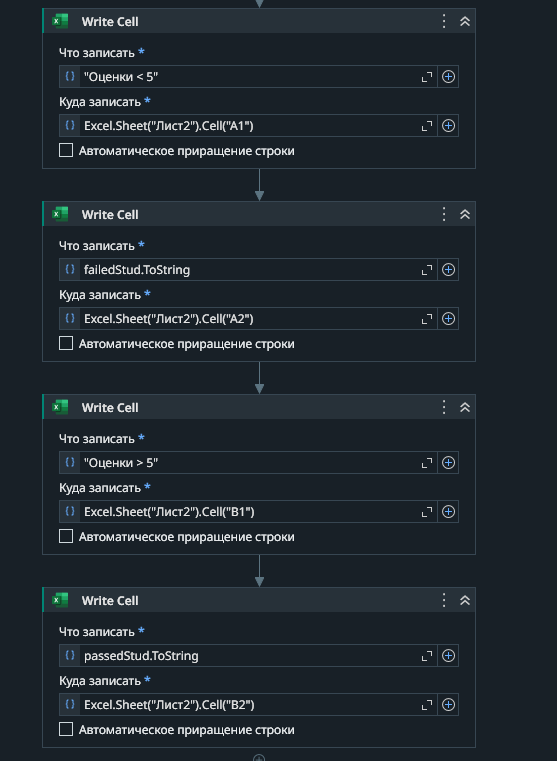 Write Cell
Что записать *
"Оценки < 5"
Куда записать *
Excel.Sheet("Лист2").Cell("A1")
Автоматическое приращение строки
Write Cell
Что записать *
failedStud.ToString
Куда записать *
Excel.Sheet("Лист2").Cell("A2")
Автоматическое приращение строки
Write Cell
Что записать *
"Оценки > 5"
Куда записать *
Excel.Sheet("Лист2").Cell("B1")
Автоматическое приращение строки
Write Cell
Что записать *
passedStud.ToString
Куда записать *
Excel.Sheet("Лист2").Cell("B2")
Автоматическое приращение строки